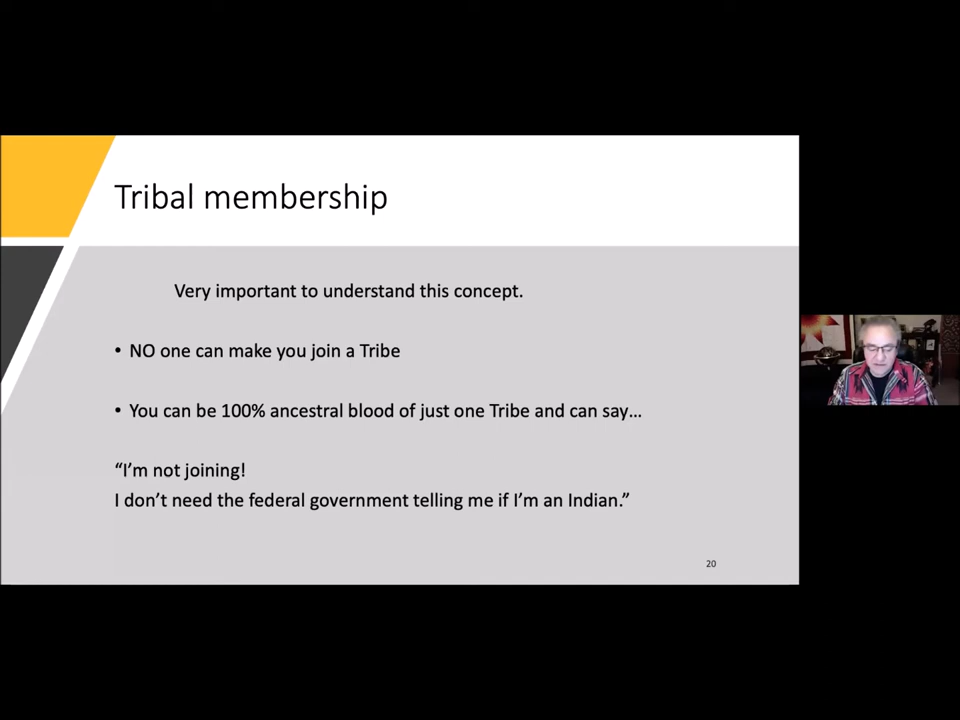 Tribal membership
Very important to understand this concept.
• NO one can make you join a Tribe
• You can be 100% ancestral blood of just one Tribe and can say…
“I’m not joining!
I don’t need the federal government telling me if I’m an Indian.”
20